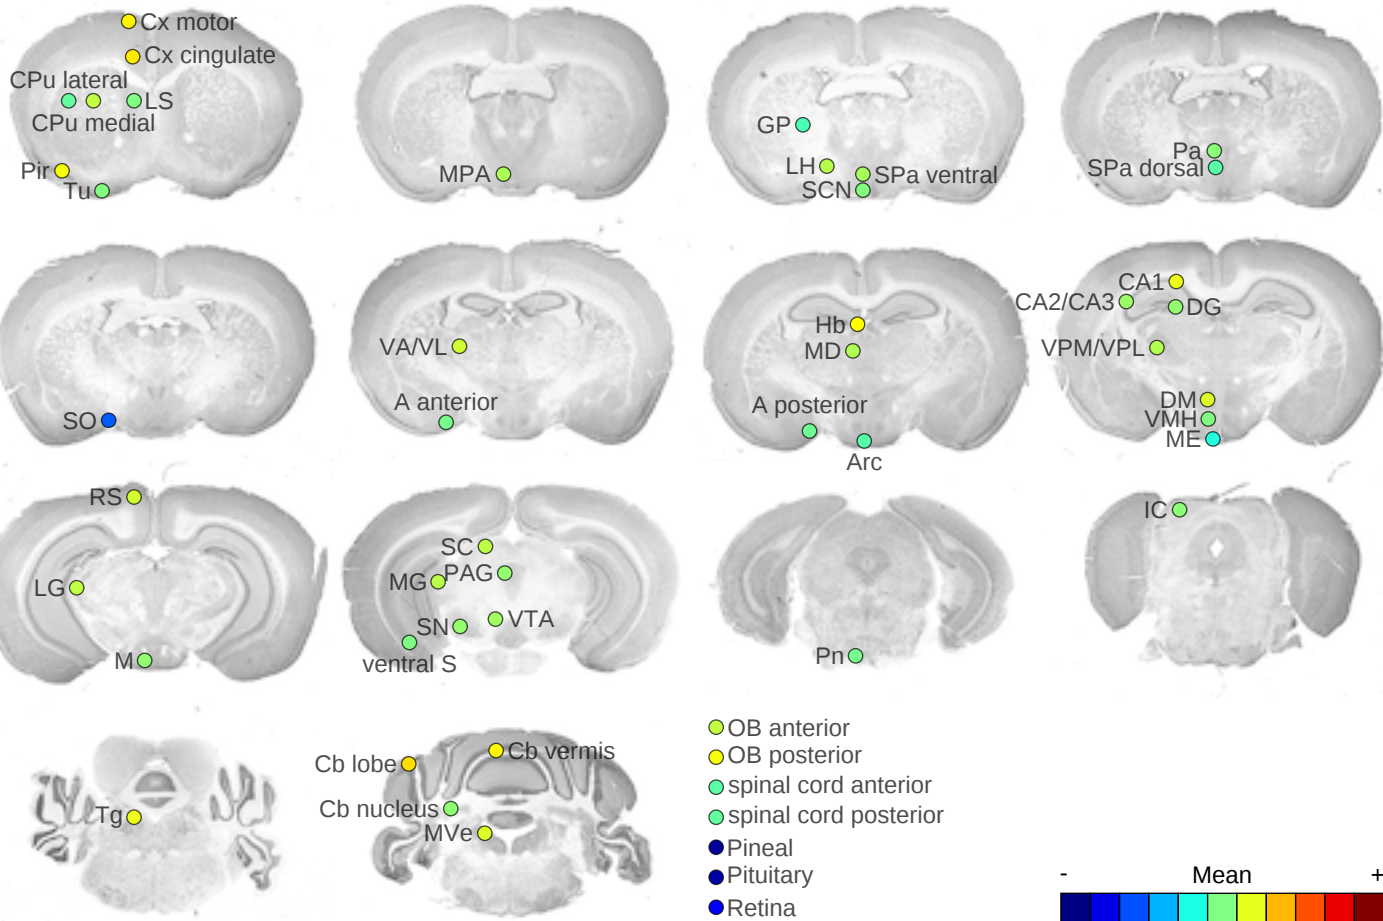 Cx motor
Cx cingulate
CPu lateral
LS
CPu medial
Pir
Tu
MPA
GP
LH
SPa ventral
SCN
Pa
SPa dorsal
SO
VA/VL
A anterior
Hb
MD
A posterior
Arc
CA1
CA2/CA3
DG
VPM/VPL
DM
VMH
ME
RS
LG
M
SC
PAG
MG
SN
VTA
ventral S
Pn
IC
Tg
Cb lobe
Cb vermis
Cb nucleus
MVe
OB anterior
OB posterior
spinal cord anterior
spinal cord posterior
Pineal
Pituitary
Retina
- Mean +